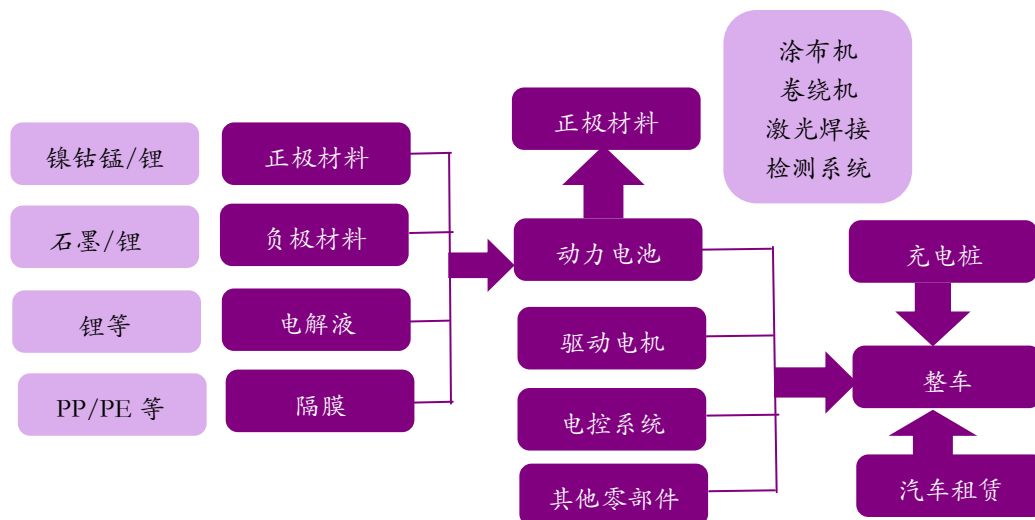 涂布机
卷绕机
激光焊接
检测系统
正极材料
镍钴锰/锂
正极材料
石墨/锂
负极材料
动力电池
充电桩
锂等
电解液
驱动电机
整车
PP/PE 等
隔膜
电控系统
其他零部件
汽车租赁